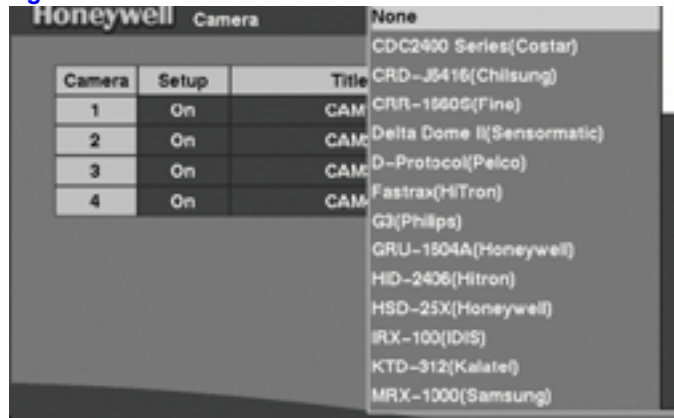 Honeywell Camera
Camera Setup Title
1 On CAM
2 On CAM
3 On CAM
4 On CAM
None
CDC2400 Series(Costar)
CRD-J5416(Chilsung)
CRR-1660S(Fine)
Delta Dome II(Sensormatic)
D-Protocol(Pelco)
Fastrax(HiTron)
G3(Philips)
GRU-1504A(Honeywell)
HID-2406(Hitron)
HSD-25X(Honeywell)
IRX-100(IDIS)
KTD-312(Kalatel)
MRX-1000(Samsung)